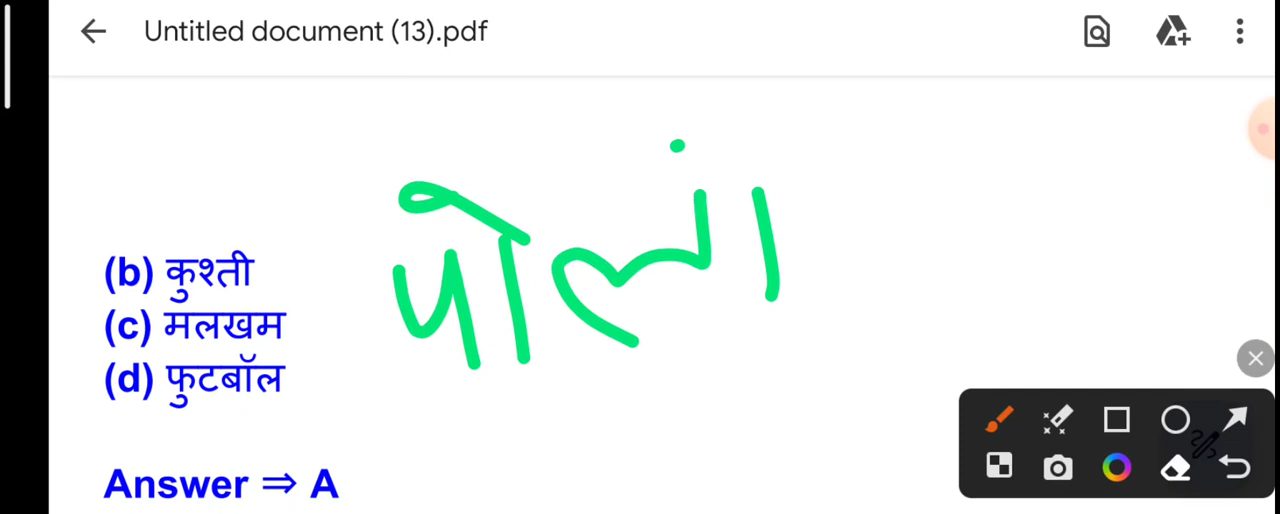 Untitled document (13).pdf
पोलां
(b) कुश्ती
(c) मलखम
(d) फुटबॉल
Answer ⇒ A